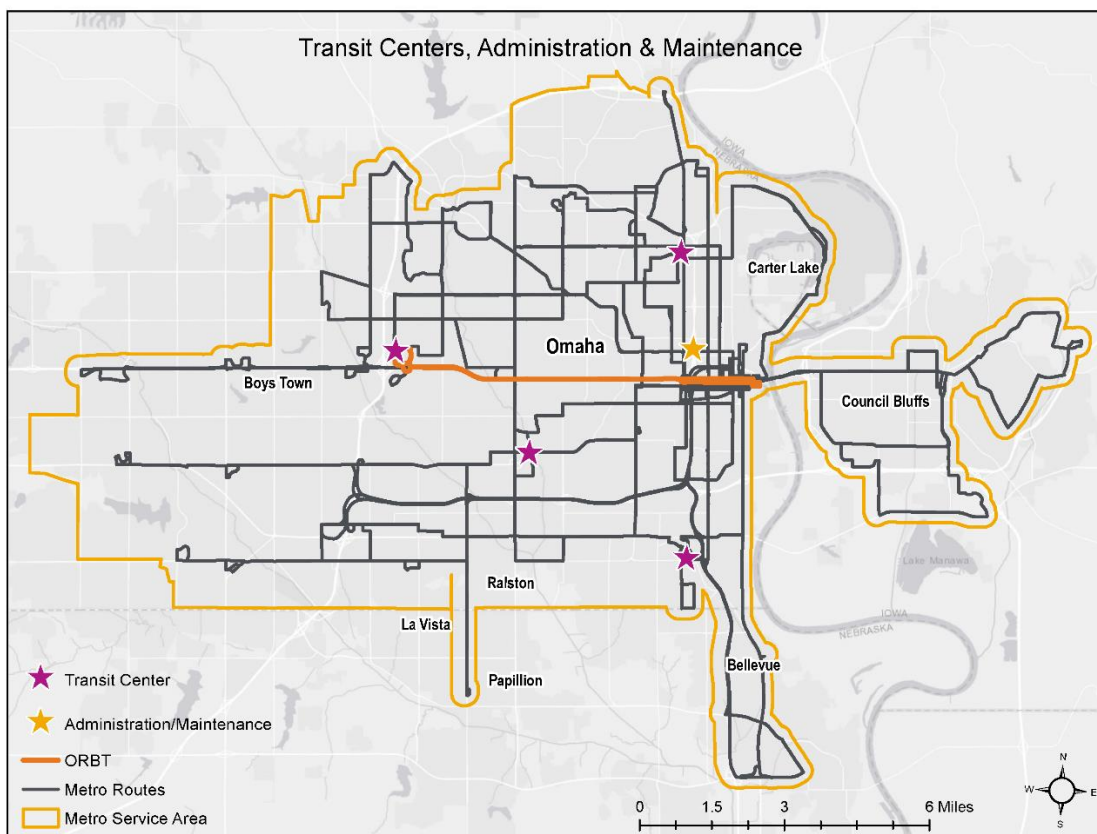 Transit Centers, Administration & Maintenance
IOWA
NEBRASKA
Carter Lake
Omaha
Boys Town
Council Bluffs
Lake Manawa
Ralston
La Vista
IOWA
NEBRASKA
Bellevue
Papillion
Transit Center
Administration/Maintenance
ORBT
Metro Routes
Metro Service Area
0 1.5 3 6 Miles
N
W E
S